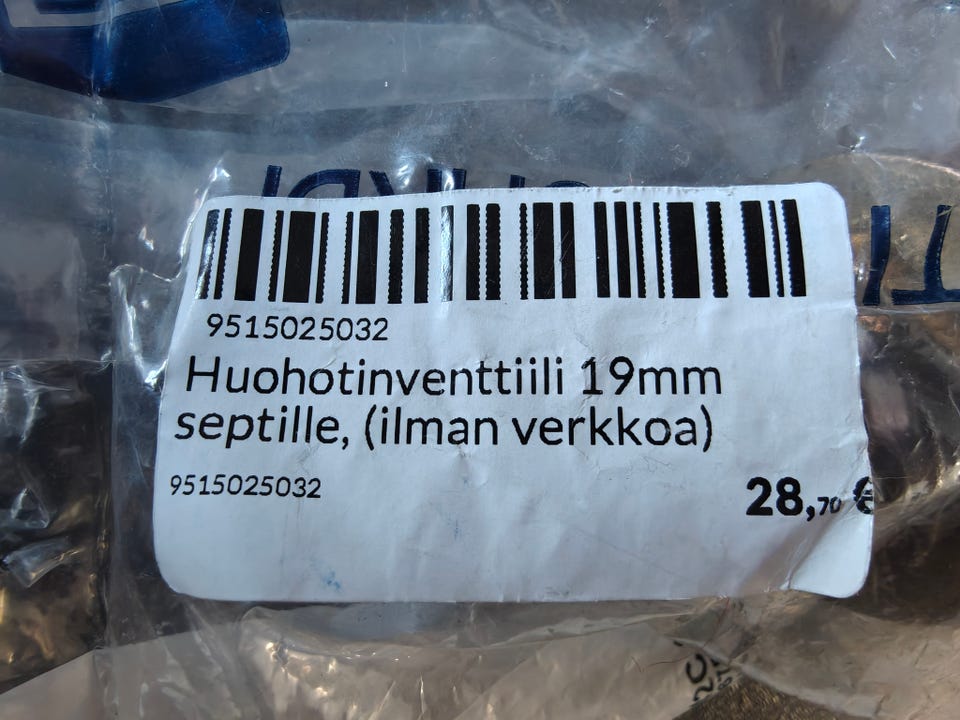 9515025032
Huohotinventtiili 19mm
septille, (ilman verkkoa)
9515025032
28,70 €